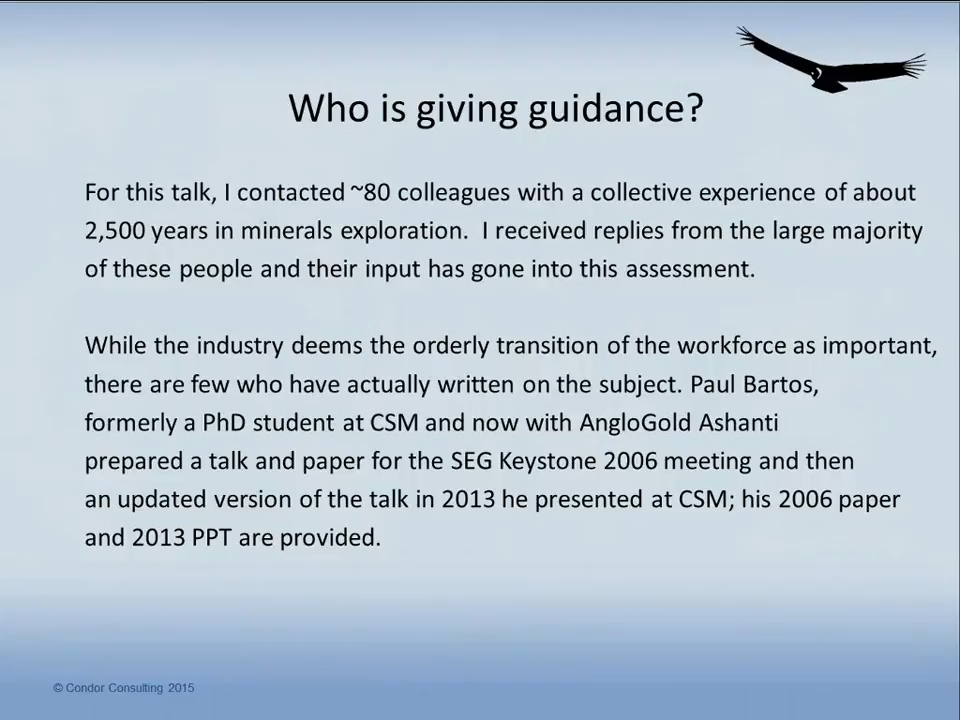 Who is giving guidance?
For this talk, I contacted ~80 colleagues with a collective experience of about
2,500 years in minerals exploration.  I received replies from the large majority
of these people and their input has gone into this assessment.
While the industry deems the orderly transition of the workforce as important,
there are few who have actually written on the subject. Paul Bartos,
formerly a PhD student at CSM and now with AngloGold Ashanti
prepared a talk and paper for the SEG Keystone 2006 meeting and then
an updated version of the talk in 2013 he presented at CSM; his 2006 paper
and 2013 PPT are provided.
© Condor Consulting 2015